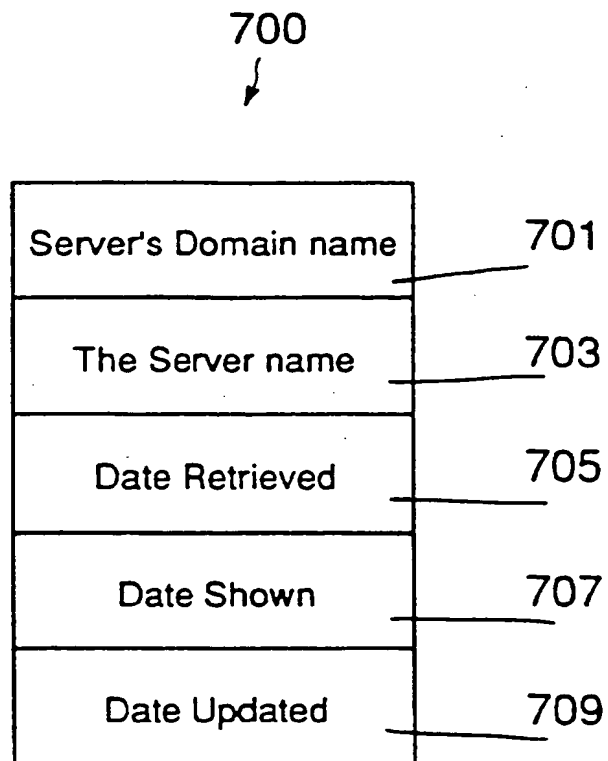 700
Server's Domain name 701
The Server name 703
Date Retrieved 705
Date Shown 707
Date Updated 709